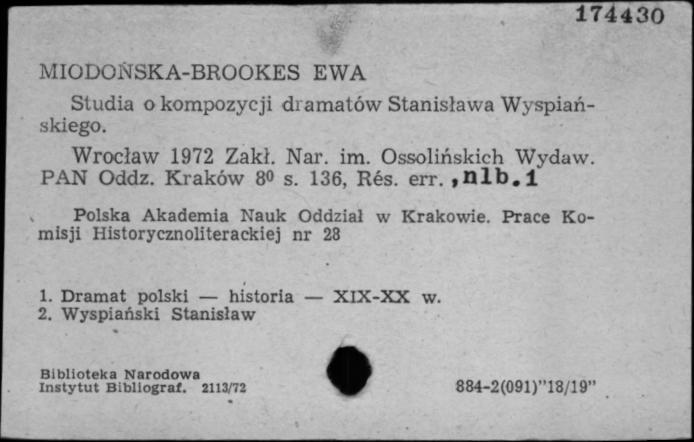 174430
MIODOŃSKA-BROOKES EWA
Studia o kompozycji dramatów Stanisława Wyspiań-
skiego.
Wrocław 1972 Zakł. Nar. im. Ossolińskich Wydaw.
PAN Oddz. Kraków 8⁰ s. 136, Rés. err. , nlb. 1
Polska Akademia Nauk Oddział w Krakowie. Prace Ko-
misji Historycznoliterackiej nr 28
1. Dramat polski — historia — XIX-XX w.
2. Wyspiański Stanisław
Biblioteka Narodowa
Instytut Bibliograf. 2113/72
884-2(091)"18/19"